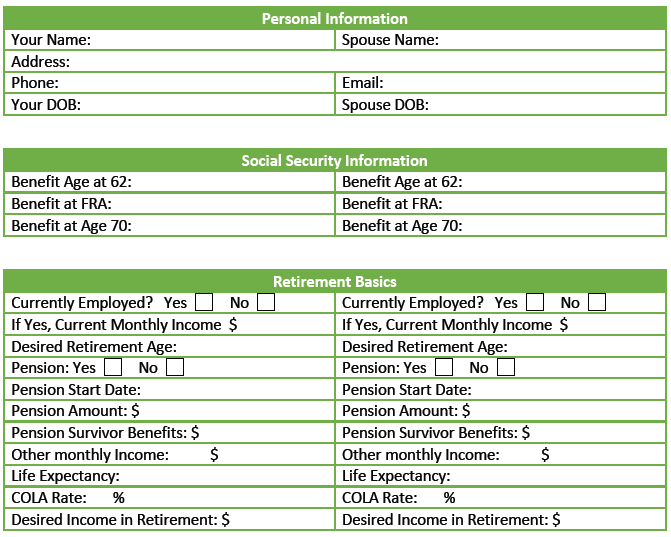 Personal Information
Your Name: Spouse Name:
Address:
Phone: Email:
Your DOB: Spouse DOB:
Social Security Information
Benefit Age at 62: Benefit Age at 62:
Benefit at FRA: Benefit at FRA:
Benefit at Age 70: Benefit at Age 70:
Retirement Basics
Currently Employed? Yes No Currently Employed? Yes No
If Yes, Current Monthly Income $ If Yes, Current Monthly Income $
Desired Retirement Age: Desired Retirement Age:
Pension: Yes No Pension: Yes No
Pension Start Date: Pension Start Date:
Pension Amount: $ Pension Amount: $
Pension Survivor Benefits: $ Pension Survivor Benefits: $
Other monthly Income: $ Other monthly Income: $
Life Expectancy: Life Expectancy:
COLA Rate: % COLA Rate: %
Desired Income in Retirement: $ Desired Income in Retirement: $